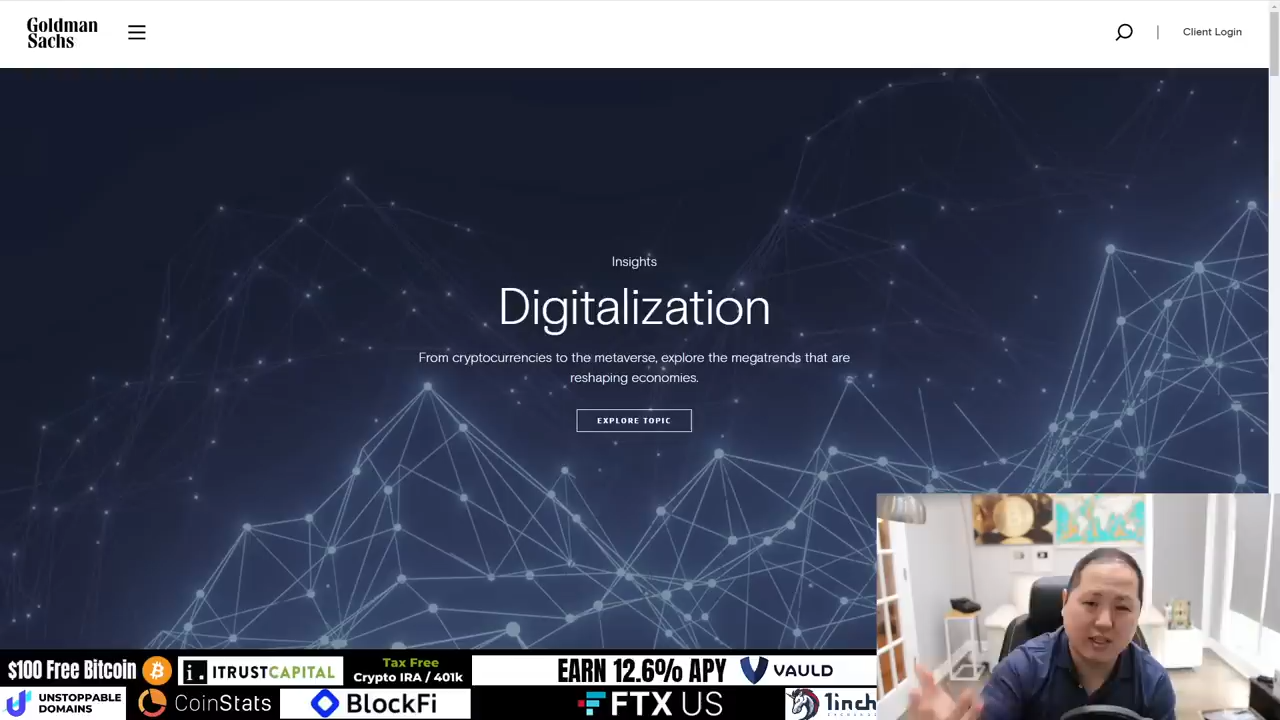 Goldman
Sachs
Client Login
Insights
Digitalization
From cryptocurrencies to the metaverse, explore the megatrends that are
reshaping economies.
EXPLORE TOPIC
$100 Free Bitcoin
ITRUSTCAPITAL
Tax Free
Crypto IRA / 401k
EARN 12.6% APY
VAULD
UNSTOPPABLE
DOMAINS
CoinStats
BlockFi
FTX US
1inch
EXCHANGE